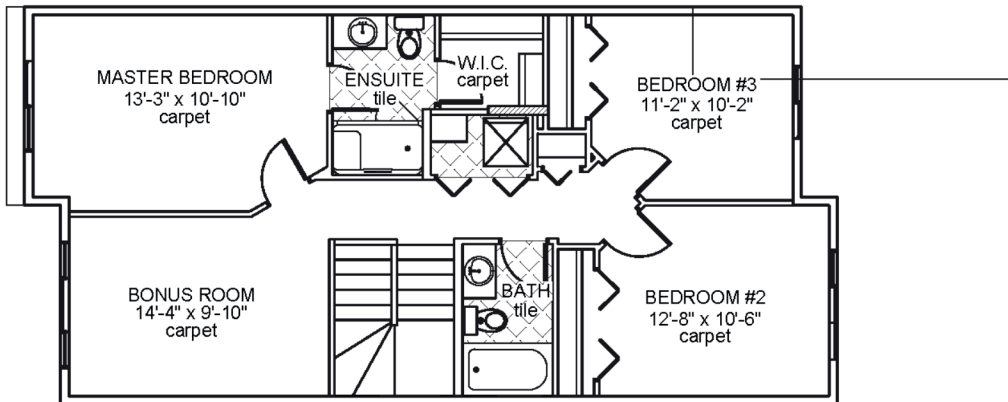 MASTER BEDROOM
13'-3" x 10'-10"
carpet
ENSUITE
tile
W.I.C.
carpet
BEDROOM #3
11'-2" x 10'-2"
carpet
BONUS ROOM
14'-4" x 9'-10"
carpet
BATH
tile
BEDROOM #2
12'-8" x 10'-6"
carpet